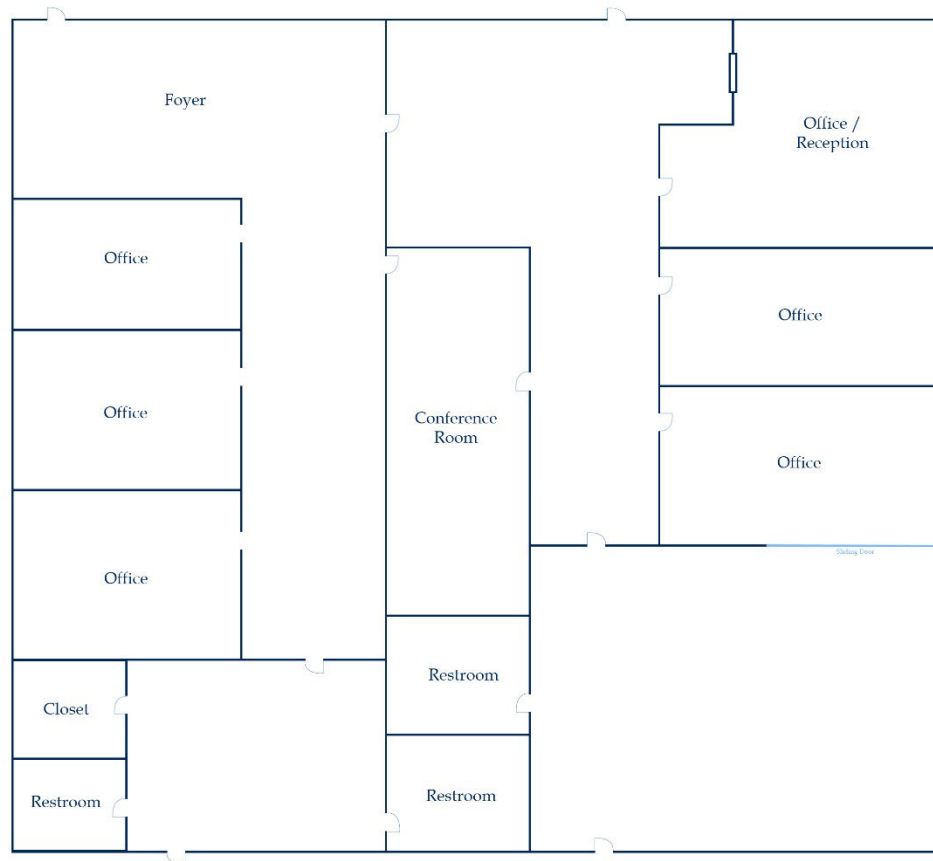 Foyer
Office /
Reception
Office
Office
Office
Conference
Room
Office
Office
Sliding Door
Restroom
Closet
Restroom
Restroom